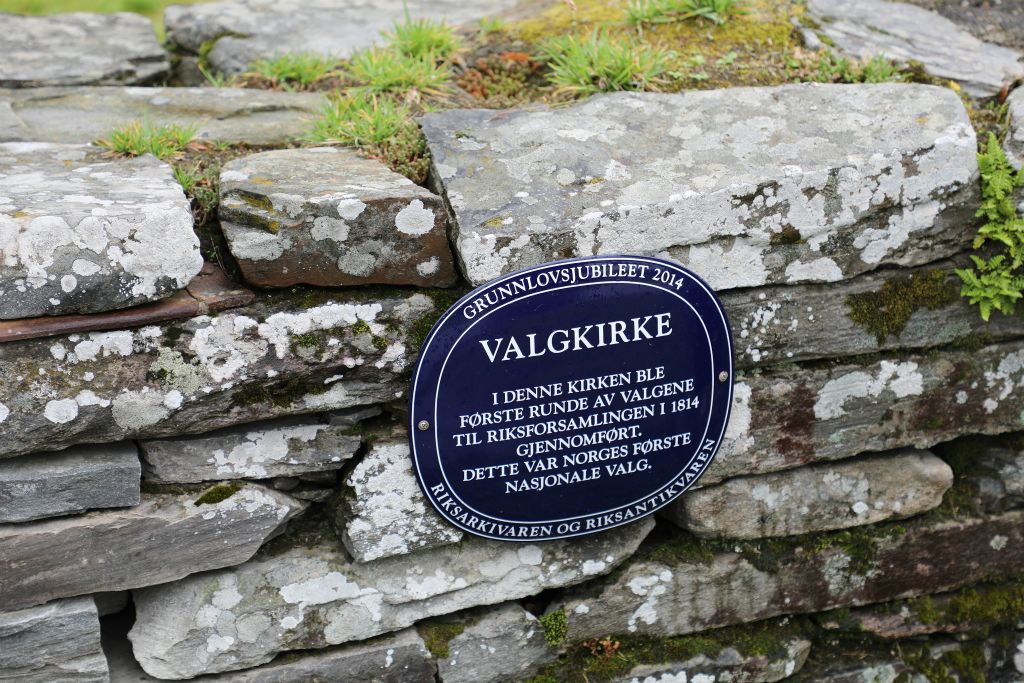 GRUNNLOVSJUBILEET 2014
VALGKIRKE
I DENNE KIRKEN BLE
FØRSTE RUNDE AV VALGENE
TIL RIKSFORSAMLINGEN I 1814
GJENNOMFØRT.
DETTE VAR NORGES FØRSTE
NASJONALE VALG.
RIKSARKIVAREN OG RIKSANTIKVAREN